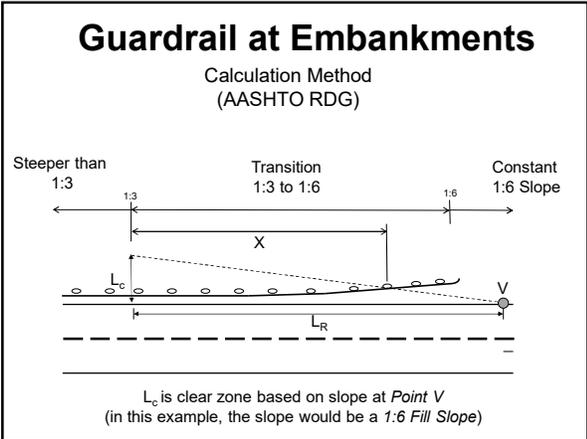 Guardrail at Embankments
Calculation Method
(AASHTO RDG)
Steeper than
1:3
Transition
1:3 to 1:6
Constant
1:6 Slope
1:3
1:6
X
Lc
V
LR
Lc is clear zone based on slope at Point V
(in this example, the slope would be a 1:6 Fill Slope)